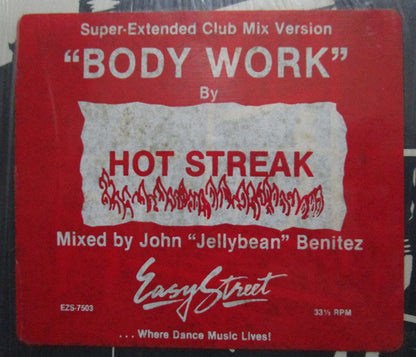 Super-Extended Club Mix Version
“BODY WORK”
By
HOT STREAK
Mixed by John “Jellybean” Benitez
Easy Street
EZS-7503
33⅓ RPM
. . . Where Dance Music Lives!